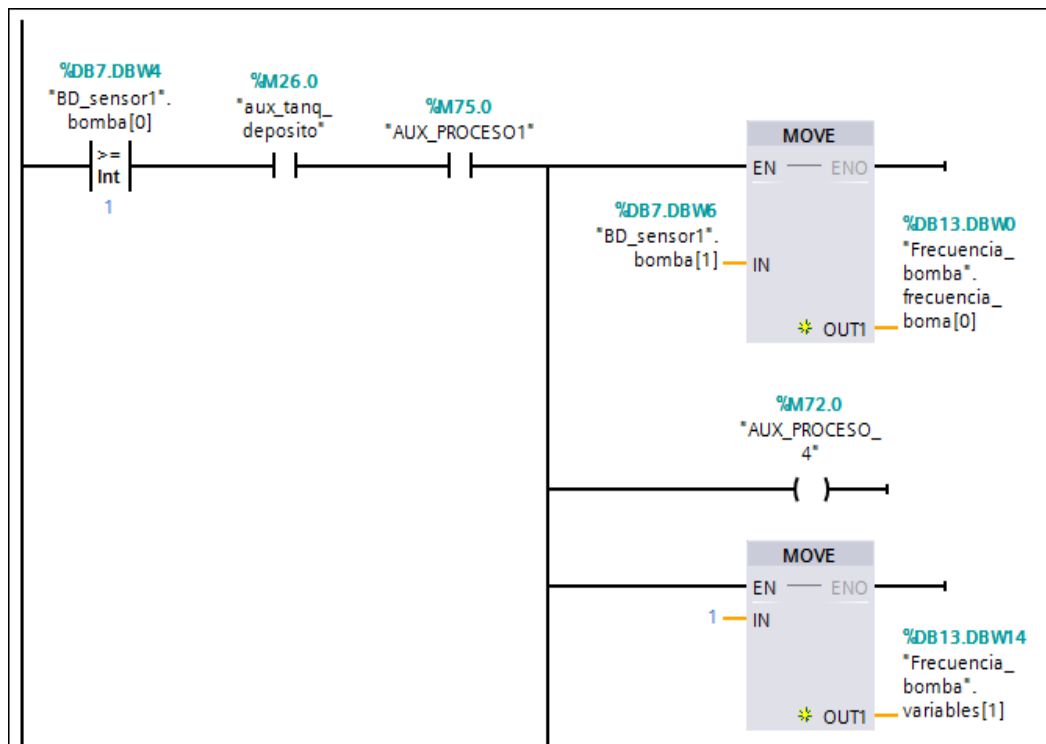 %DB7.DBW4
"BD_sensor1".
bomba[0]
>=
Int
1
%M26.0
"aux_tanq_
deposito"
%M75.0
"AUX_PROCESO1"
MOVE
EN
ENO
%DB7.DBW6
"BD_sensor1".
bomba[1]
IN
%DB13.DBW0
"Frecuencia_
bomba".
frecuencia_
boma[0]
OUT1
%M72.0
"AUX_PROCESO_
4"
MOVE
EN
ENO
1
IN
%DB13.DBW14
"Frecuencia_
bomba".
variables[1]
OUT1